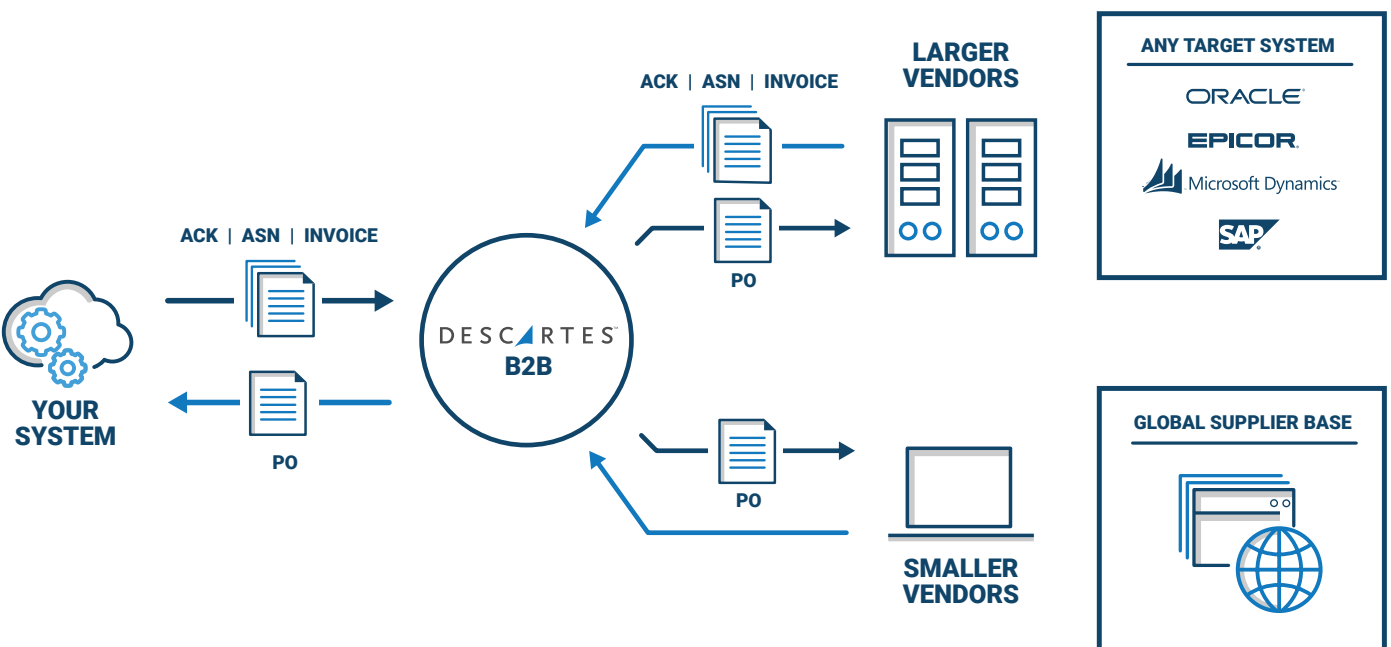 ACK | ASN | INVOICE
YOUR
SYSTEM
PO
DESCARTES™
B2B
ACK | ASN | INVOICE
PO
LARGER
VENDORS
PO
SMALLER
VENDORS
ANY TARGET SYSTEM
ORACLE®
EPICOR®
Microsoft Dynamics
SAP®
GLOBAL SUPPLIER BASE